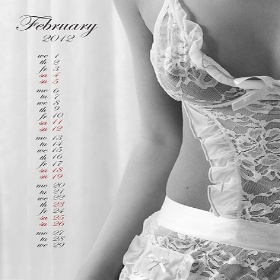 February
2012
we 1
th 2
fr 3
sa 4
su 5
mo 6
tu 7
we 8
th 9
fr 10
sa 11
su 12
mo 13
tu 14
we 15
th 16
fr 17
sa 18
su 19
mo 20
tu 21
we 22
th 23
fr 24
sa 25
su 26
mo 27
tu 28
we 29